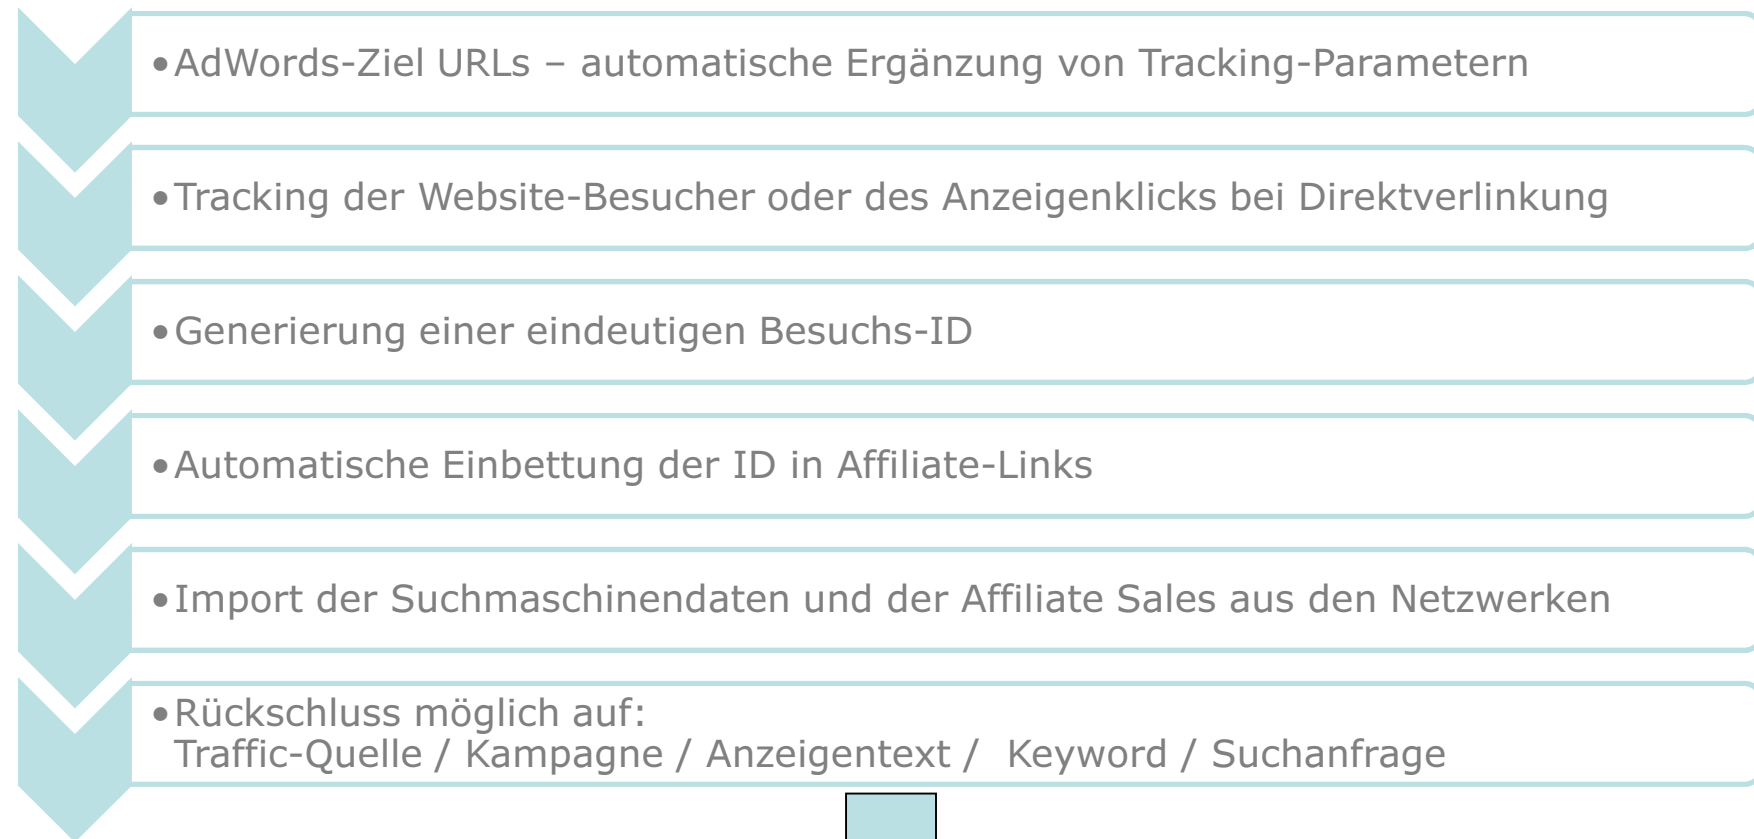 •AdWords-Ziel URLs – automatische Ergänzung von Tracking-Parametern
•Tracking der Website-Besucher oder des Anzeigenklicks bei Direktverlinkung
•Generierung einer eindeutigen Besuchs-ID
•Automatische Einbettung der ID in Affiliate-Links
•Import der Suchmaschinendaten und der Affiliate Sales aus den Netzwerken
•Rückschluss möglich auf:
Traffic-Quelle / Kampagne / Anzeigentext /  Keyword / Suchanfrage